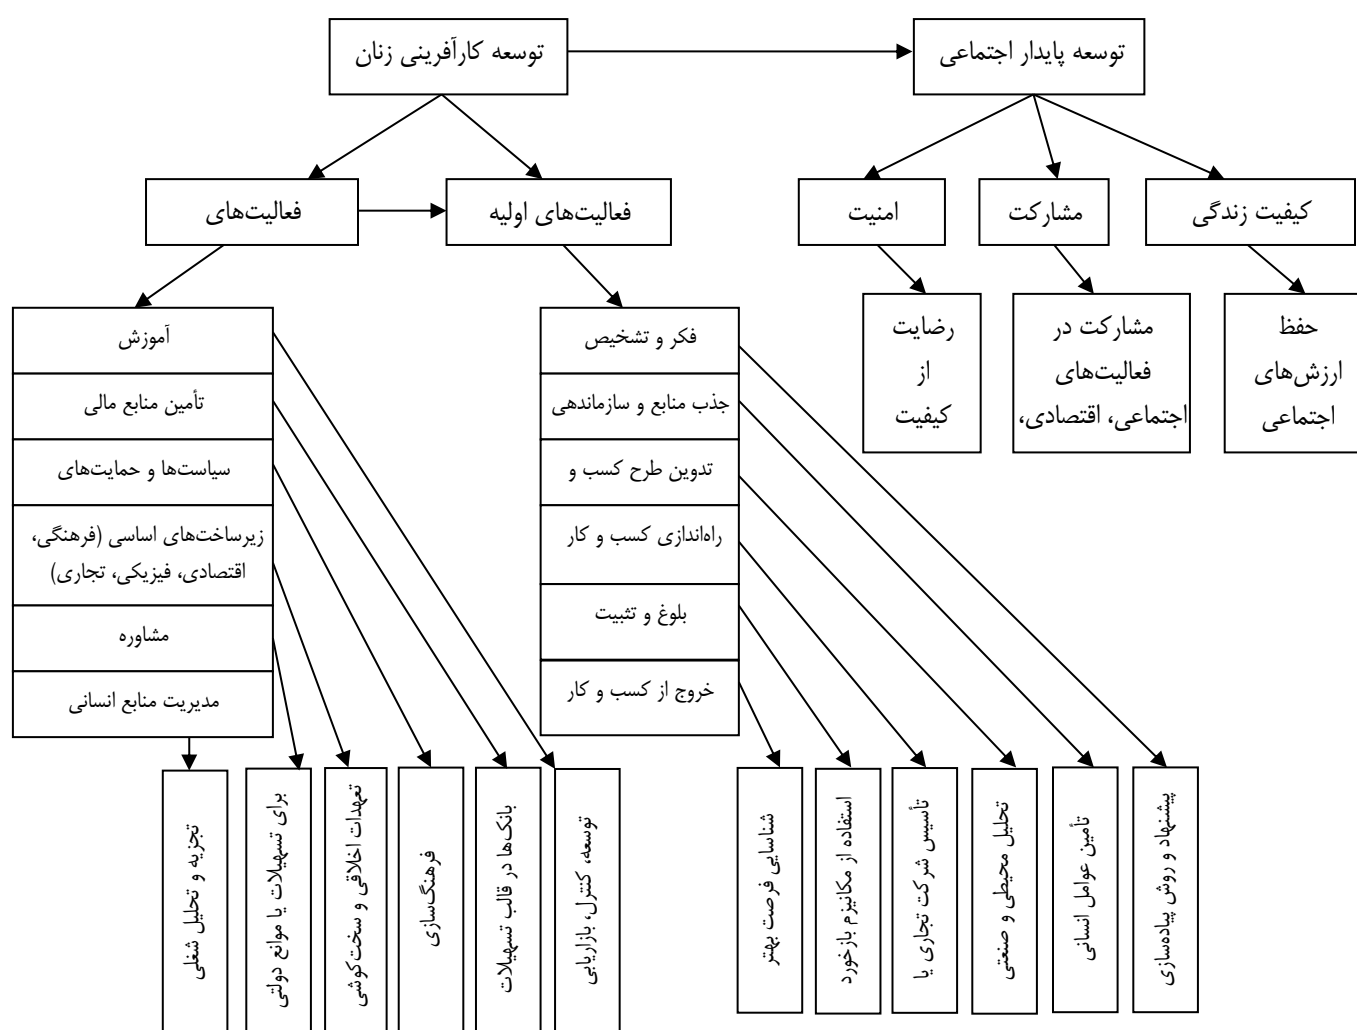 توسعه پایدار اجتماعی
توسعه کارآفرینی زنان
کیفیت زندگی
مشارکت
امنیت
فعالیت‌های اولیه
فعالیت‌های
حفظ
ارزش‌های
اجتماعی
مشارکت در
فعالیت‌های
اجتماعی، اقتصادی،
رضایت
از
کیفیت
فکر و تشخیص
جذب منابع و سازماندهی
تدوین طرح کسب و
راه‌اندازی کسب و کار
بلوغ و تثبیت
خروج از کسب و کار
آموزش
تأمین منابع مالی
سیاست‌ها و حمایت‌های
زیرساخت‌های اساسی (فرهنگی،
اقتصادی، فیزیکی، تجاری)
مشاوره
مدیریت منابع انسانی
پیشنهاد و روش پیاده‌سازی
تأمین عوامل انسانی
تحلیل محیطی و صنعتی
تأسیس شرکت تجاری یا
استفاده از مکانیزم بازخورد
شناسایی فرصت بهتر
توسعه، کنترل، بازاریابی
بانک‌ها در قالب تسهیلات
فرهنگ‌سازی
تعهدات اخلاقی و سخت‌کوشی
برای تسهیلات یا موانع دولتی
تجزیه و تحلیل شغلی